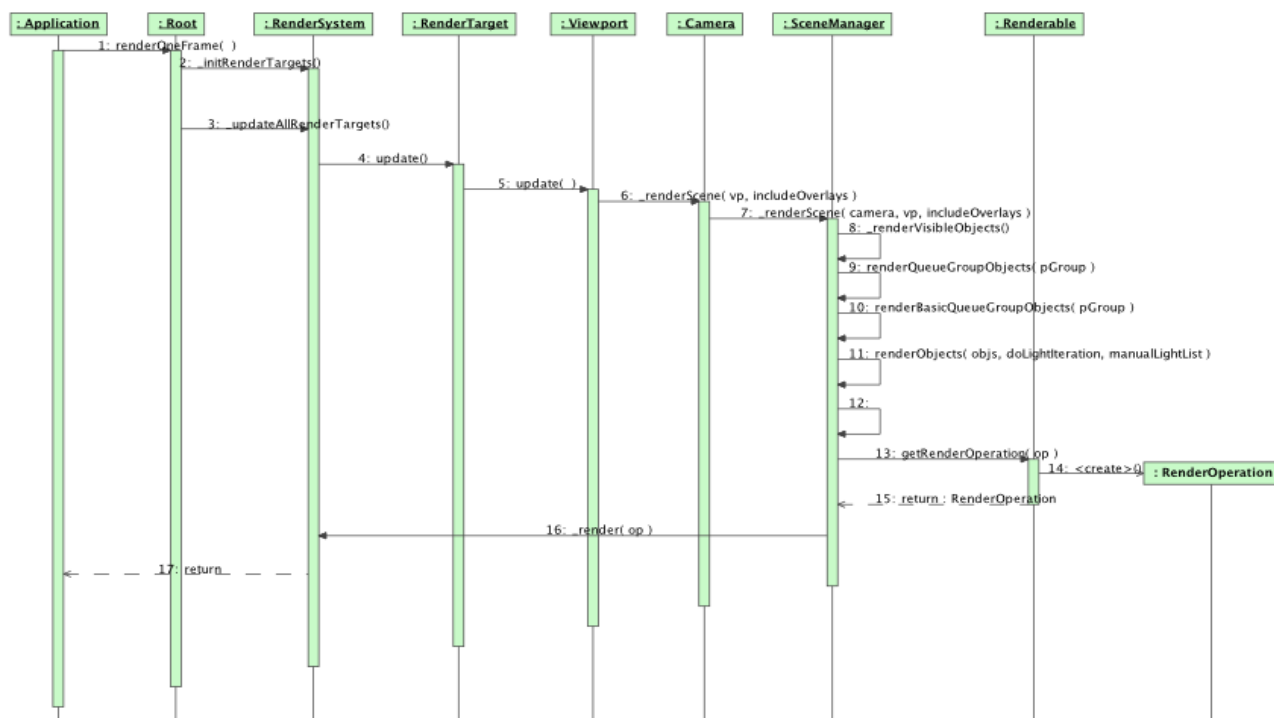 : Application
: Root
: RenderSystem
: RenderTarget
: Viewport
: Camera
: SceneManager
: Renderable
1: renderOneFrame( )
2: _initRenderTargets()
3: _updateAllRenderTargets()
4: update()
5: update( )
6: _renderScene( vp, includeOverlays )
7: _renderScene( camera, vp, includeOverlays )
8: _renderVisibleObjects()
9: renderQueueGroupObjects( pGroup )
10: renderBasicQueueGroupObjects( pGroup )
11: renderObjects( objs, doLightIteration, manualLightList )
12:
13: getRenderOperation( op )
14: <create>()
: RenderOperation
15: return : RenderOperation
16: _render( op )
17: return